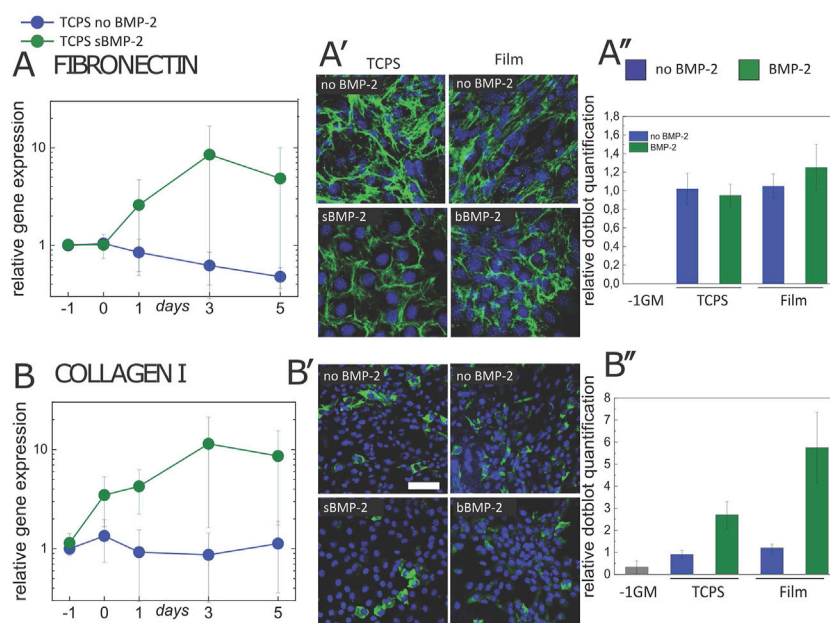 TCPS no BMP-2
TCPS sBMP-2
A FIBRONECTIN
relative gene expression
10
1
-1 0 1 days 3 5
A′
TCPS Film
no BMP-2 no BMP-2
sBMP-2 bBMP-2
A″
no BMP-2 BMP-2
relative dotblot quantification
no BMP-2
BMP-2
1,8
1,6
1,4
1,2
1,0
0,8
0,6
0,4
0,2
0,0
-1GM TCPS Film
B COLLAGEN I
relative gene expression
10
1
-1 0 1 days 3 5
B′
no BMP-2 no BMP-2
sBMP-2 bBMP-2
B″
relative dotblot quantification
8
7
6
5
4
3
2
1
0
-1GM TCPS Film